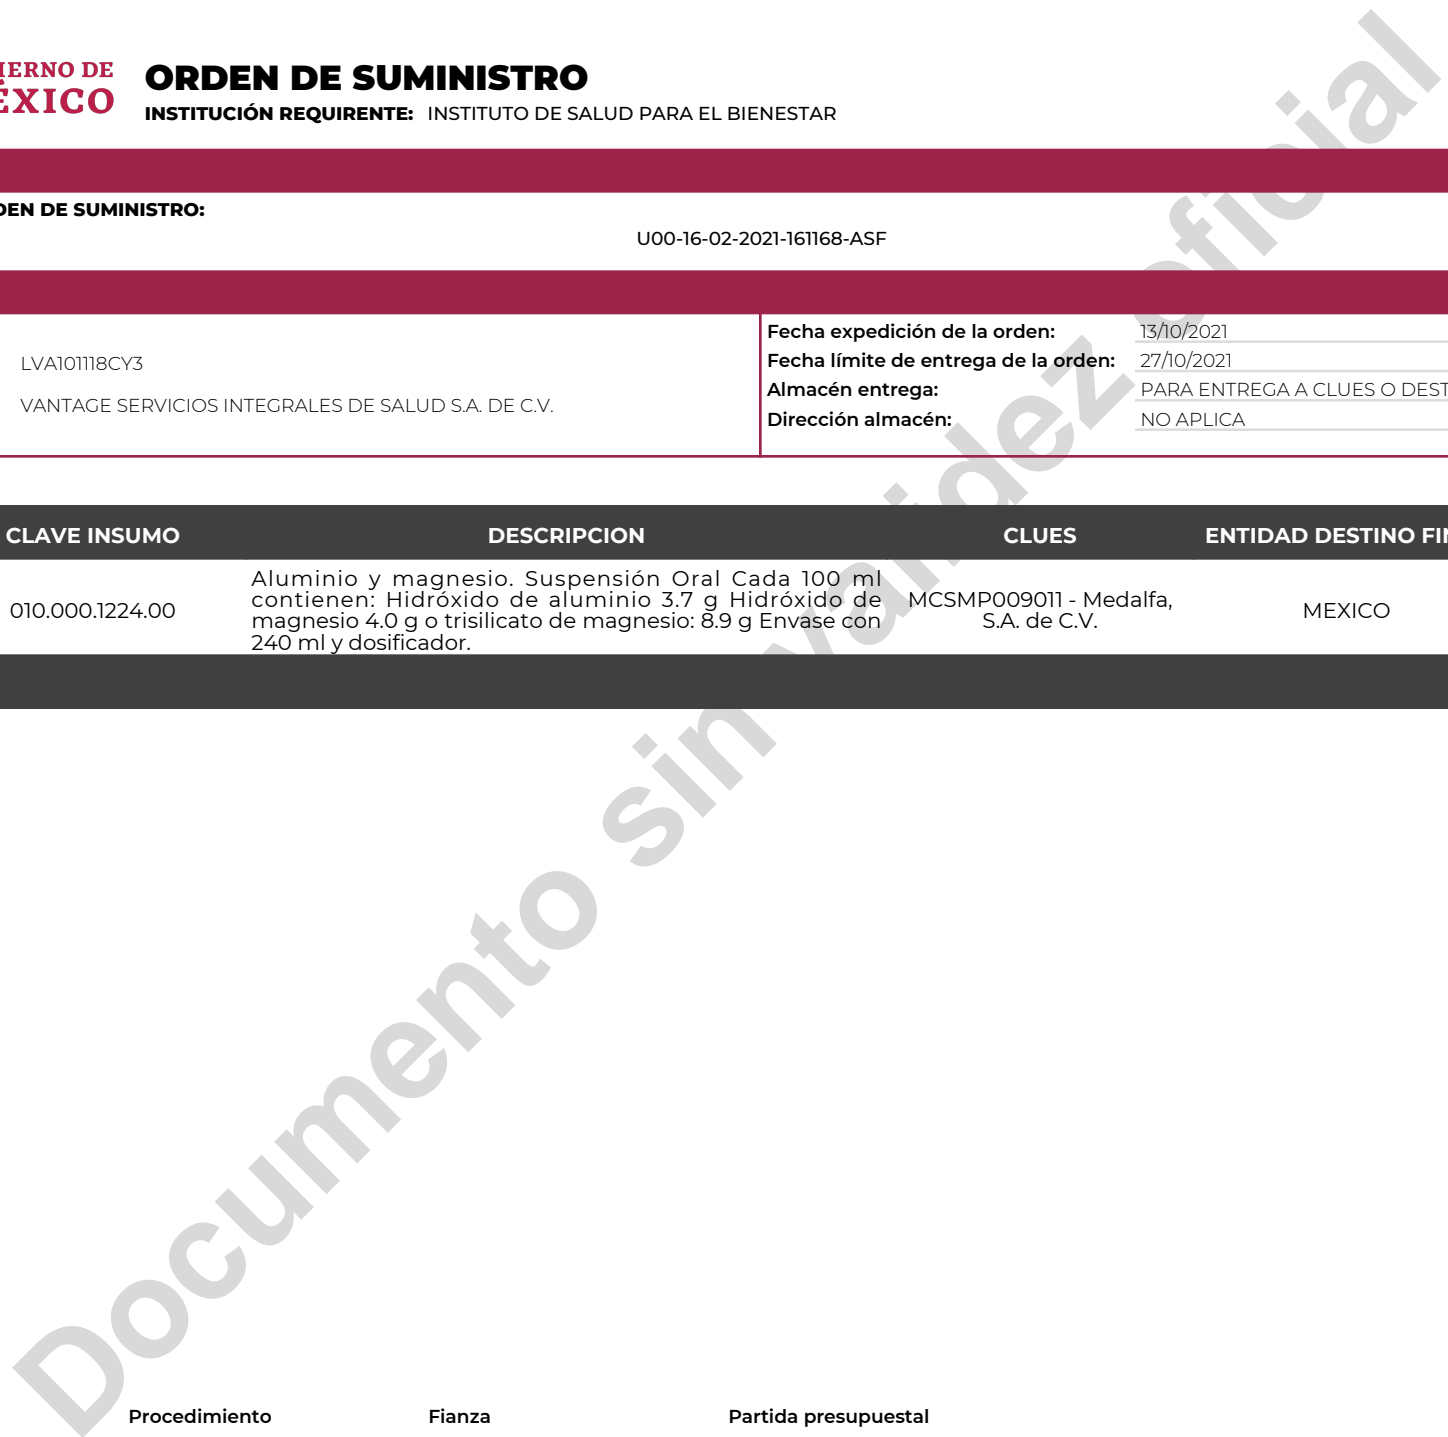 IERNO DE
ÉXICO
ORDEN DE SUMINISTRO
INSTITUCIÓN REQUIRENTE: INSTITUTO DE SALUD PARA EL BIENESTAR
DEN DE SUMINISTRO:
U00-16-02-2021-161168-ASF
LVA101118CY3
VANTAGE SERVICIOS INTEGRALES DE SALUD S.A. DE C.V.
Fecha expedición de la orden: 13/10/2021
Fecha límite de entrega de la orden: 27/10/2021
Almacén entrega: PARA ENTREGA A CLUES O DEST
Dirección almacén: NO APLICA
CLAVE INSUMO DESCRIPCION CLUES ENTIDAD DESTINO FIN
010.000.1224.00
Aluminio y magnesio. Suspensión Oral Cada 100 ml
contienen: Hidróxido de aluminio 3.7 g Hidróxido de
magnesio 4.0 g o trisilicato de magnesio: 8.9 g Envase con
240 ml y dosificador.
MCSMP009011 - Medalfa,
S.A. de C.V.
MEXICO
Documento sin validez oficial
Procedimiento Fianza Partida presupuestal